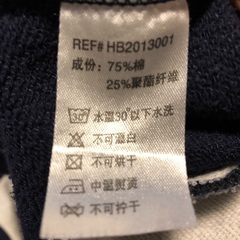 REF# HB2013001
成份：75%棉
25%聚酯纤维
30 水温30°以下水洗
不可漂白
不可烘干
中温熨烫
不可拧干